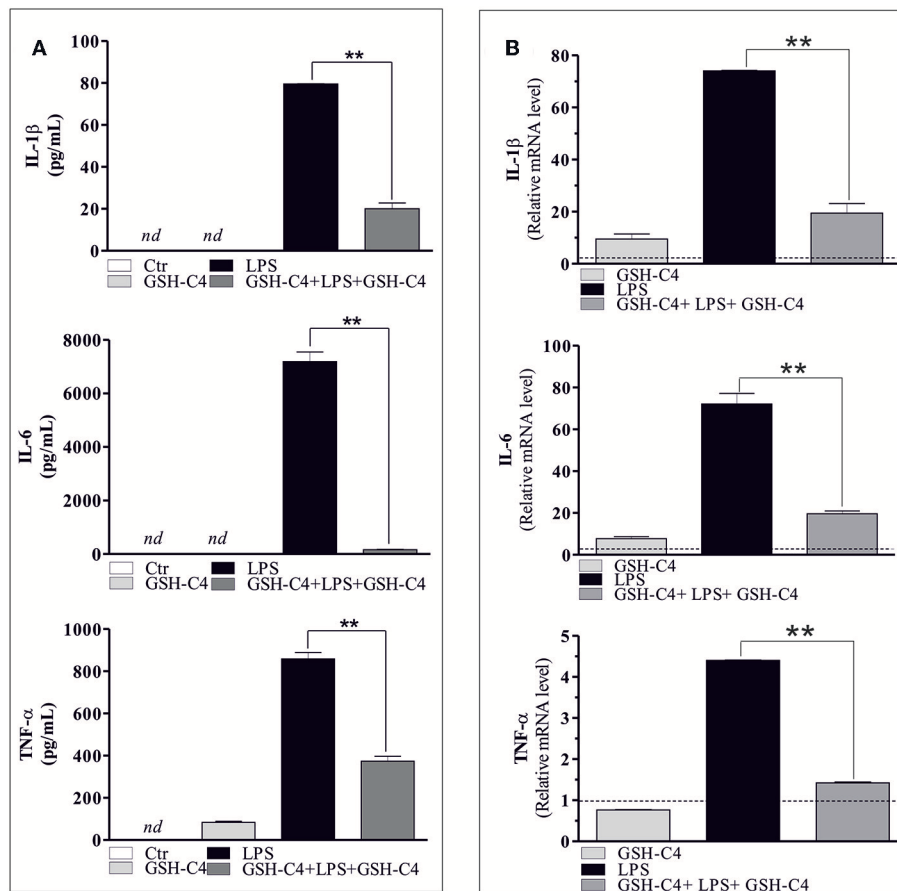 A
**
100
80
60
40
20
0
IL-1β
(pg/mL)
nd nd
Ctr LPS
GSH-C4 GSH-C4+LPS+GSH-C4
**
8000
6000
4000
2000
0
IL-6
(pg/mL)
nd nd
Ctr LPS
GSH-C4 GSH-C4+LPS+GSH-C4
**
1000
800
600
400
200
0
TNF-α
(pg/mL)
nd
Ctr LPS
GSH-C4 GSH-C4+LPS+GSH-C4
B
**
80
60
40
20
0
IL-1β
(Relative mRNA level)
GSH-C4
LPS
GSH-C4+ LPS+ GSH-C4
**
100
80
60
40
20
0
IL-6
(Relative mRNA level)
GSH-C4
LPS
GSH-C4+ LPS+ GSH-C4
**
5
4
3
2
1
0
TNF-α
(Relative mRNA level)
GSH-C4
LPS
GSH-C4+ LPS+ GSH-C4